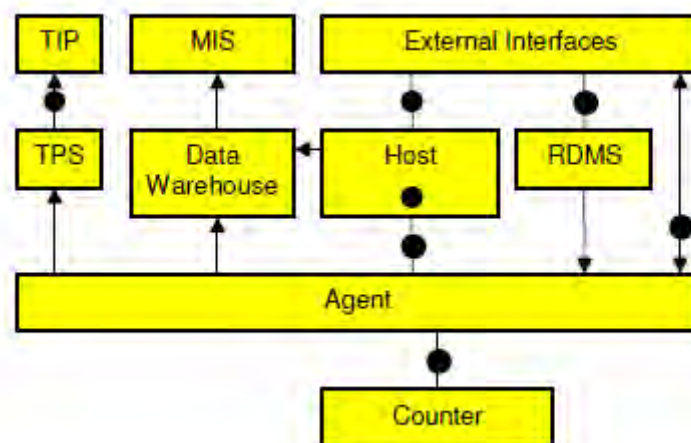 TIP
MIS
External Interfaces
TPS
Data
Warehouse
Host
RDMS
Agent
Counter